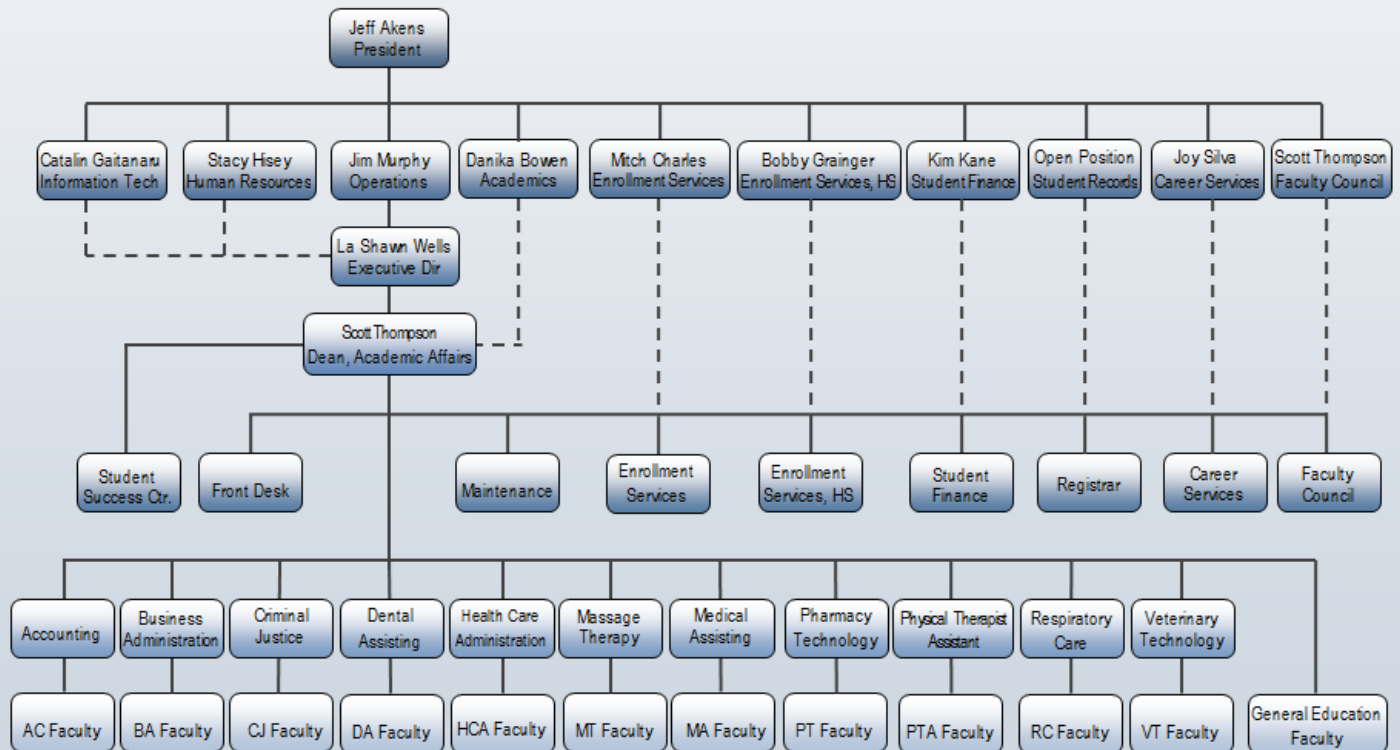 Jeff Akens
President
Catalin Gaitanaru
Information Tech
Stacy Hisey
Human Resources
Jim Murphy
Operations
Danika Bowen
Academics
Mitch Charles
Enrollment Services
Bobby Grainger
Enrollment Services, HS
Kim Kane
Student Finance
Open Position
Student Records
Joy Silva
Career Services
Scott Thompson
Faculty Council
La Shawn Wells
Executive Dir
Scott Thompson
Dean, Academic Affairs
Student
Success Ctr.
Front Desk
Maintenance
Enrollment
Services
Enrollment
Services, HS
Student
Finance
Registrar
Career
Services
Faculty
Council
Accounting
Business
Administration
Criminal
Justice
Dental
Assisting
Health Care
Administration
Massage
Therapy
Medical
Assisting
Pharmacy
Technology
Physical Therapist
Assistant
Respiratory
Care
Veterinary
Technology
AC Faculty
BA Faculty
CJ Faculty
DA Faculty
HCA Faculty
MT Faculty
MA Faculty
PT Faculty
PTA Faculty
RC Faculty
VT Faculty
General Education
Faculty